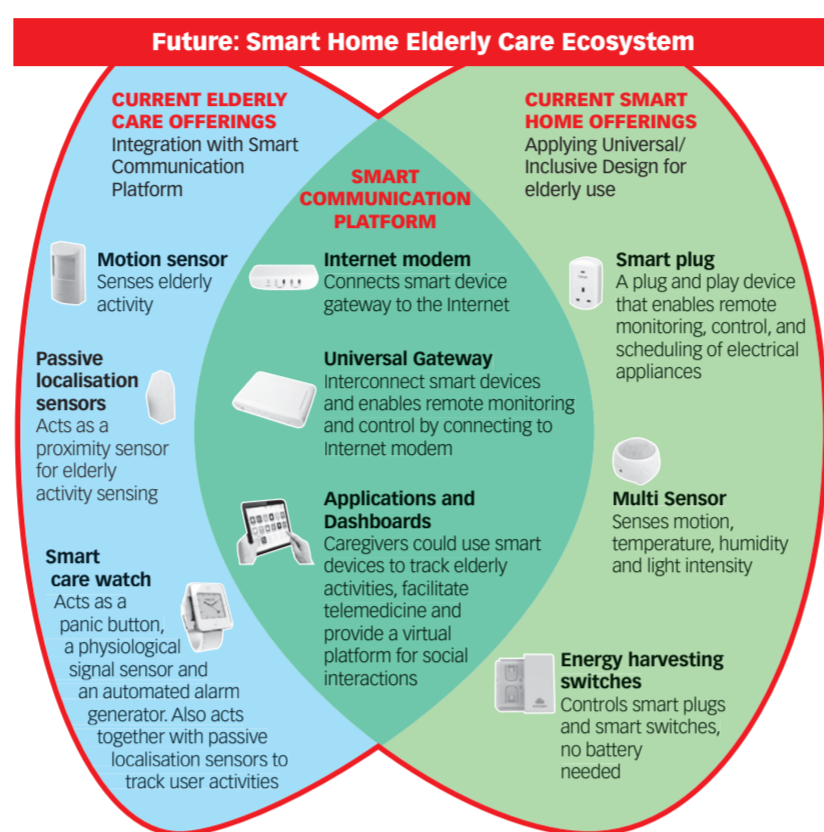 Future: Smart Home Elderly Care Ecosystem
CURRENT ELDERLY
CARE OFFERINGS
Integration with Smart
Communication
Platform
Motion sensor
Senses elderly
activity
Passive
localisation
sensors
Acts as a
proximity sensor
for elderly
activity sensing
Smart
care watch
Acts as a
panic button,
a physiological
signal sensor and
an automated alarm
generator. Also acts
together with passive
localisation sensors to
track user activities
SMART
COMMUNICATION
PLATFORM
Internet modem
Connects smart device
gateway to the Internet
Universal Gateway
Interconnect smart devices
and enables remote monitoring
and control by connecting to
Internet modem
Applications and
Dashboards
Caregivers could use smart
devices to track elderly
activities, facilitate
telemedicine and
provide a virtual
platform for social
interactions
CURRENT SMART
HOME OFFERINGS
Applying Universal/
Inclusive Design for
elderly use
Smart plug
A plug and play device
that enables remote
monitoring, control, and
scheduling of electrical
appliances
Multi Sensor
Senses motion,
temperature, humidity
and light intensity
Energy harvesting
switches
Controls smart plugs
and smart switches,
no battery
needed